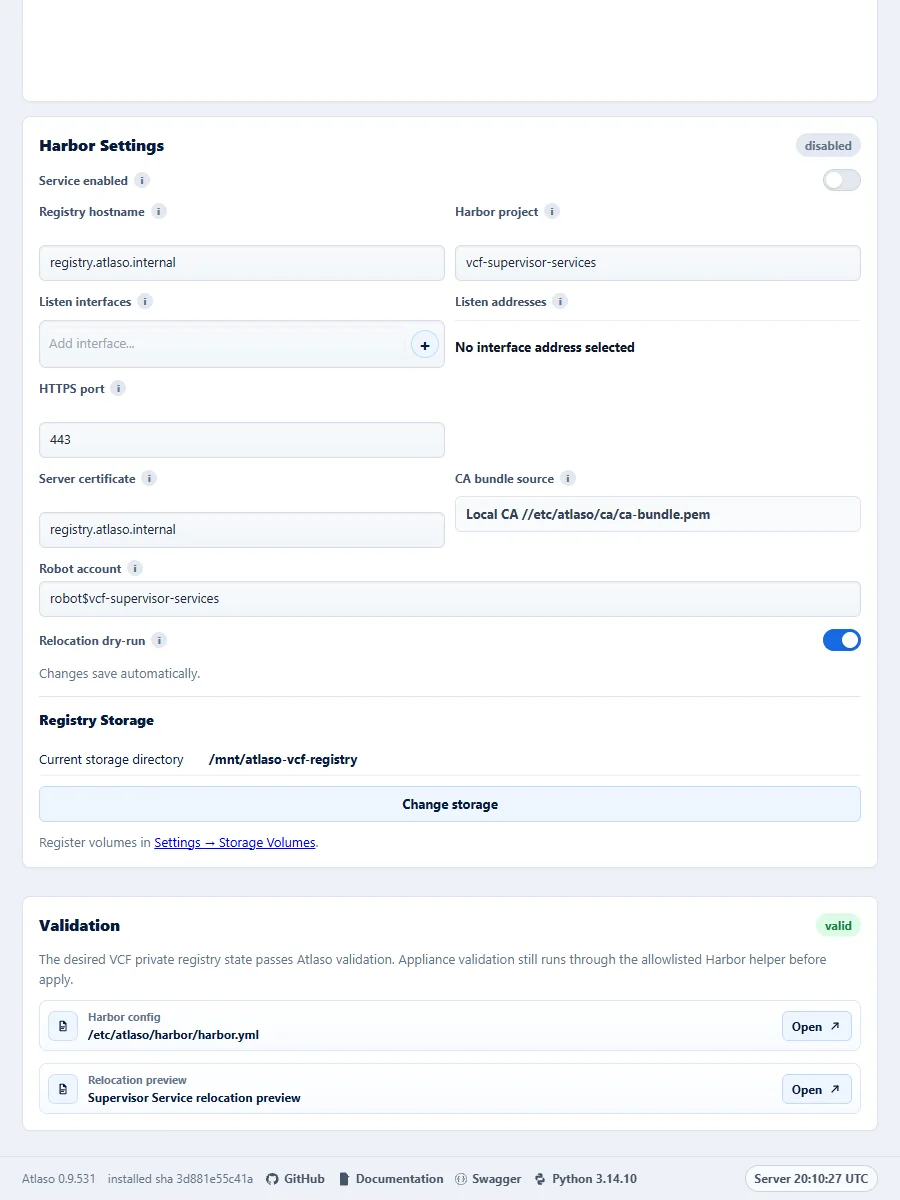 Harbor Settings
disabled
Service enabled i
Registry hostname i
Harbor project i
registry.atlaso.internal
vcf-supervisor-services
Listen interfaces i
Listen addresses i
Add interface...
+
No interface address selected
HTTPS port i
443
Server certificate i
CA bundle source i
registry.atlaso.internal
Local CA //etc/atlaso/ca/ca-bundle.pem
Robot account i
robot$vcf-supervisor-services
Relocation dry-run i
Changes save automatically.
Registry Storage
Current storage directory /mnt/atlaso-vcf-registry
Change storage
Register volumes in Settings → Storage Volumes.
Validation
valid
The desired VCF private registry state passes Atlaso validation. Appliance validation still runs through the allowlisted Harbor helper before
apply.
Harbor config
/etc/atlaso/harbor/harbor.yml
Open ↗
Relocation preview
Supervisor Service relocation preview
Open ↗
Atlaso 0.9.531 installed sha 3d881e55c41a GitHub Documentation Swagger Python 3.14.10 Server 20:10:27 UTC